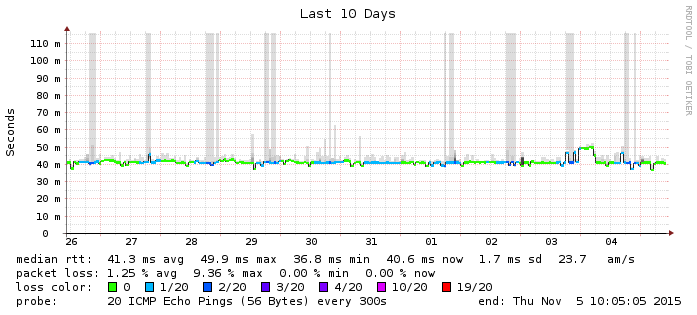 Last 10 Days
RRDTOOL / TOBI OETIKER
Seconds
110 m
100 m
90 m
80 m
70 m
60 m
50 m
40 m
30 m
20 m
10 m
0
26 27 28 29 30 31 01 02 03 04
median rtt: 41.3 ms avg 49.9 ms max 36.8 ms min 40.6 ms now 1.7 ms sd 23.7 am/s
packet loss: 1.25 % avg 9.36 % max 0.00 % min 0.00 % now
loss color: 0 1/20 2/20 3/20 4/20 10/20 19/20
probe: 20 ICMP Echo Pings (56 Bytes) every 300s end: Thu Nov 5 10:05:05 2015